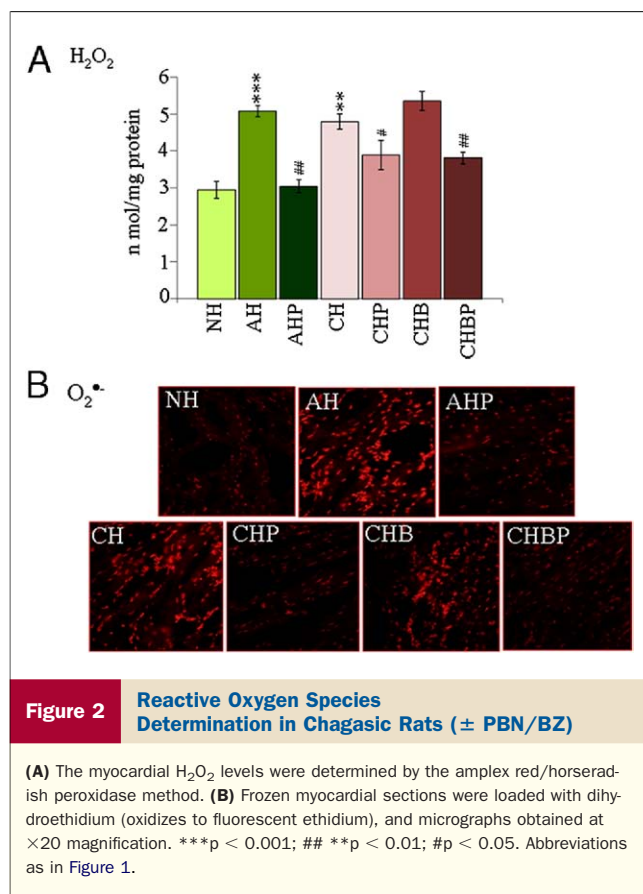 A H₂O₂
n mol/mg protein
6
5
4
3
2
1
0
*** ## ** # ##
NH AH AHP CH CHP CHB CHBP
B O₂•-
NH AH AHP
CH CHP CHB CHBP
Figure 2 Reactive Oxygen Species
Determination in Chagasic Rats (± PBN/BZ)
(A) The myocardial H₂O₂ levels were determined by the amplex red/horserad-
ish peroxidase method. (B) Frozen myocardial sections were loaded with dihy-
droethidium (oxidizes to fluorescent ethidium), and micrographs obtained at
×20 magnification. ***p < 0.001; ## **p < 0.01; #p < 0.05. Abbreviations
as in Figure 1.